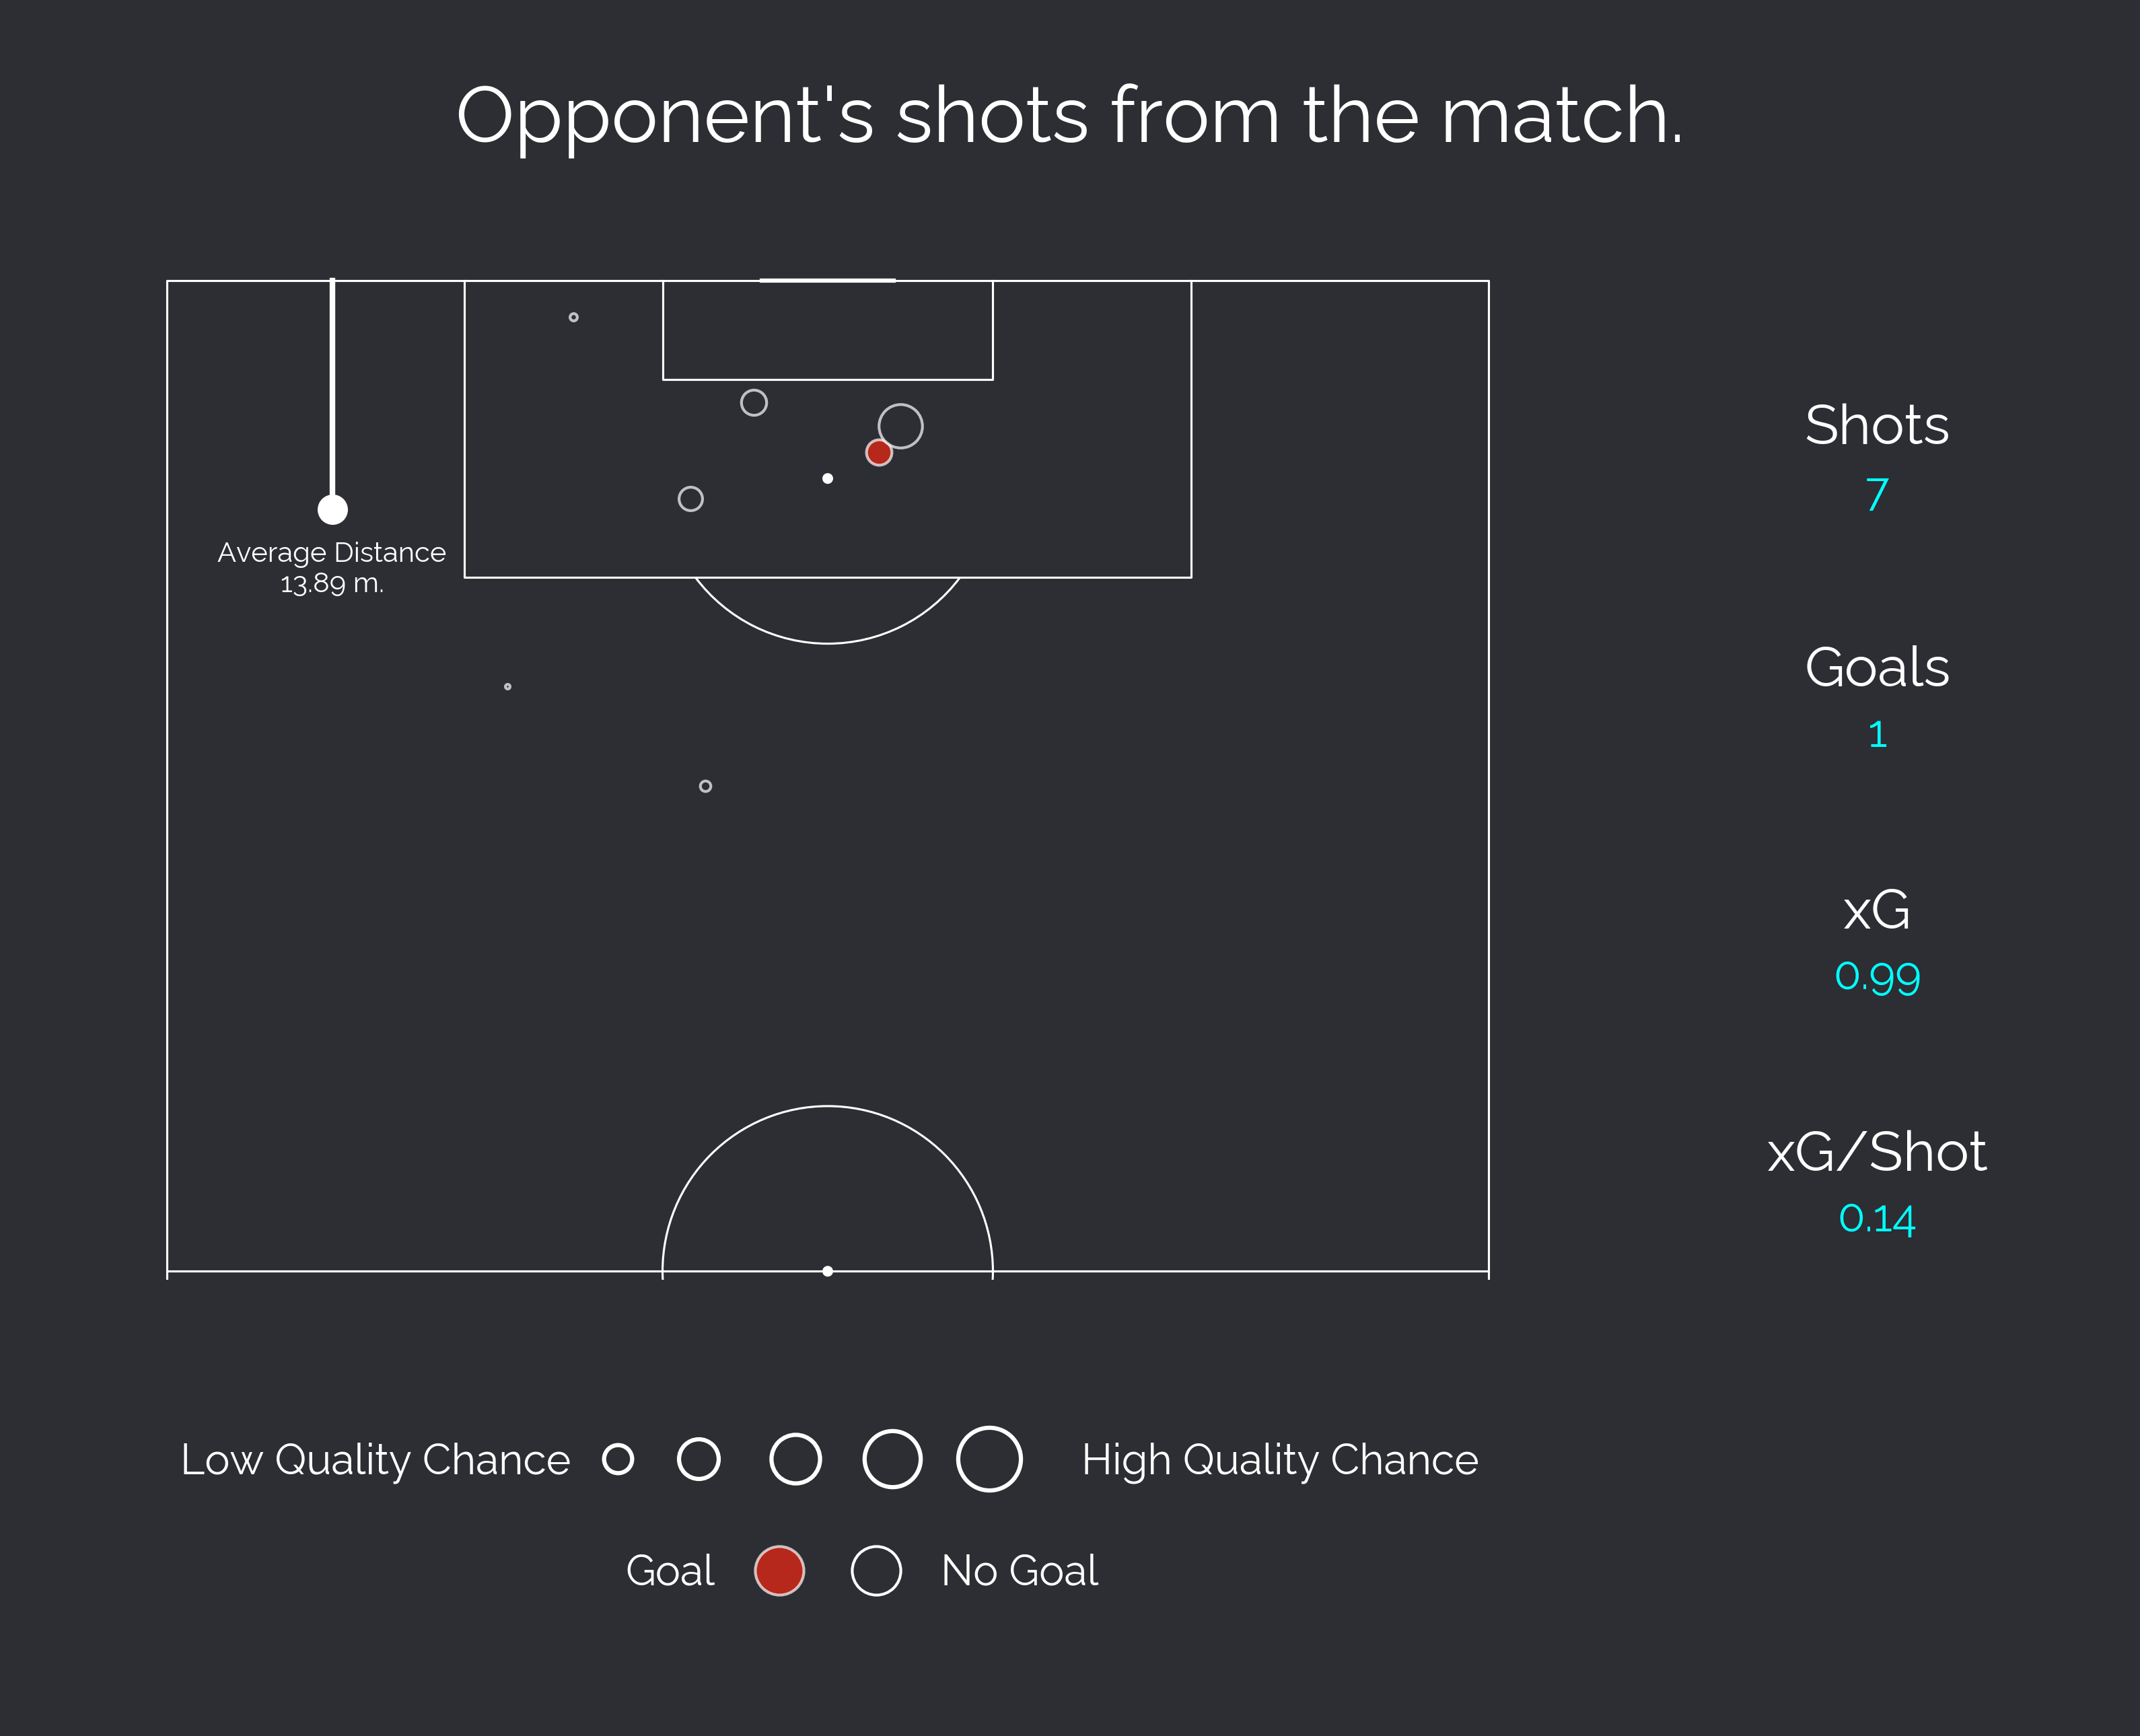 Opponent's shots from the match.
Average Distance
13.89 m.
Shots
7
Goals
1
xG
0.99
xG/Shot
0.14
Low Quality Chance
High Quality Chance
Goal
No Goal